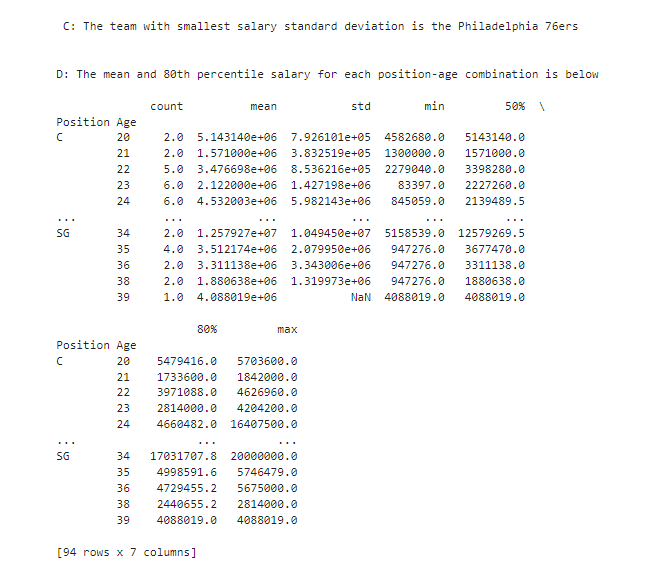 C: The team with smallest salary standard deviation is the Philadelphia 76ers
D: The mean and 80th percentile salary for each position-age combination is below
count mean std min 50% \
Position Age
C 20 2.0 5.143140e+06 7.926101e+05 4582680.0 5143140.0
21 2.0 1.571000e+06 3.832519e+05 1300000.0 1571000.0
22 5.0 3.476698e+06 8.536216e+05 2279040.0 3398280.0
23 6.0 2.122000e+06 1.427198e+06 83397.0 2227260.0
24 6.0 4.532003e+06 5.982143e+06 845059.0 2139489.5
... ... ... ... ... ...
SG 34 2.0 1.257927e+07 1.049450e+07 5158539.0 12579269.5
35 4.0 3.512174e+06 2.079950e+06 947276.0 3677470.0
36 2.0 3.311138e+06 3.343006e+06 947276.0 3311138.0
38 2.0 1.880638e+06 1.319973e+06 947276.0 1880638.0
39 1.0 4.088019e+06 NaN 4088019.0 4088019.0
80% max
Position Age
C 20 5479416.0 5703600.0
21 1733600.0 1842000.0
22 3971088.0 4626960.0
23 2814000.0 4204200.0
24 4660482.0 16407500.0
... ... ...
SG 34 17031707.8 20000000.0
35 4998591.6 5746479.0
36 4729455.2 5675000.0
38 2440655.2 2814000.0
39 4088019.0 4088019.0
[94 rows x 7 columns]